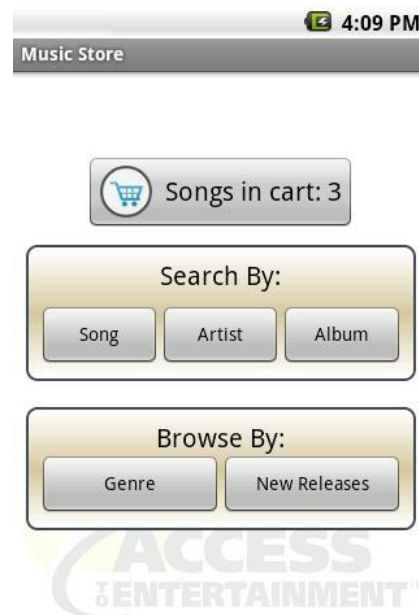 4:09 PM
Music Store
Songs in cart: 3
Search By:
Song Artist Album
Browse By:
Genre New Releases
ACCESS
TO ENTERTAINMENT